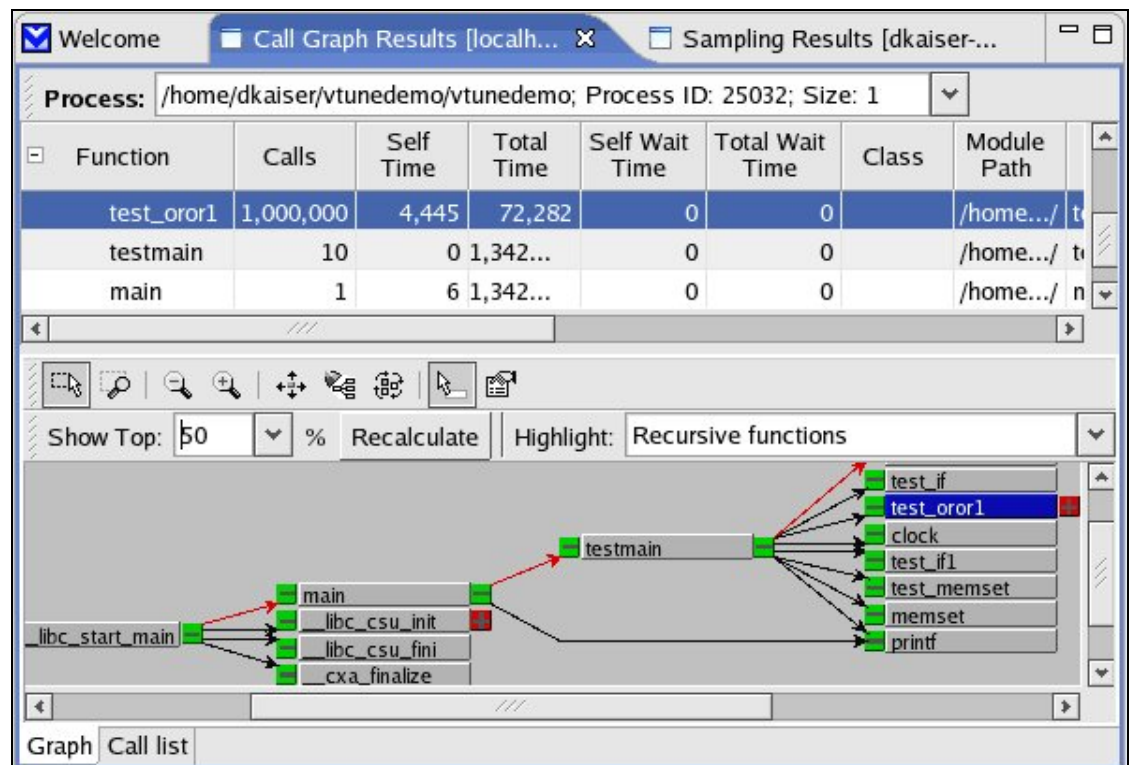 Welcome Call Graph Results [localh... Sampling Results [dkaiser-...
Process: /home/dkaiser/vtunedemo/vtunedemo; Process ID: 25032; Size: 1
Function Calls Self Time Total Time Self Wait Time Total Wait Time Class Module Path
test_oror1 1,000,000 4,445 72,282 0 0 /home.../
testmain 10 0 1,342... 0 0 /home.../
main 1 6 1,342... 0 0 /home.../
Show Top: 50 % Recalculate Highlight: Recursive functions
test_if
test_oror1
clock
testmain
test_if1
test_memset
main
memset
__libc_csu_init
__libc_start_main
printf
__libc_csu_fini
__cxa_finalize
Graph Call list